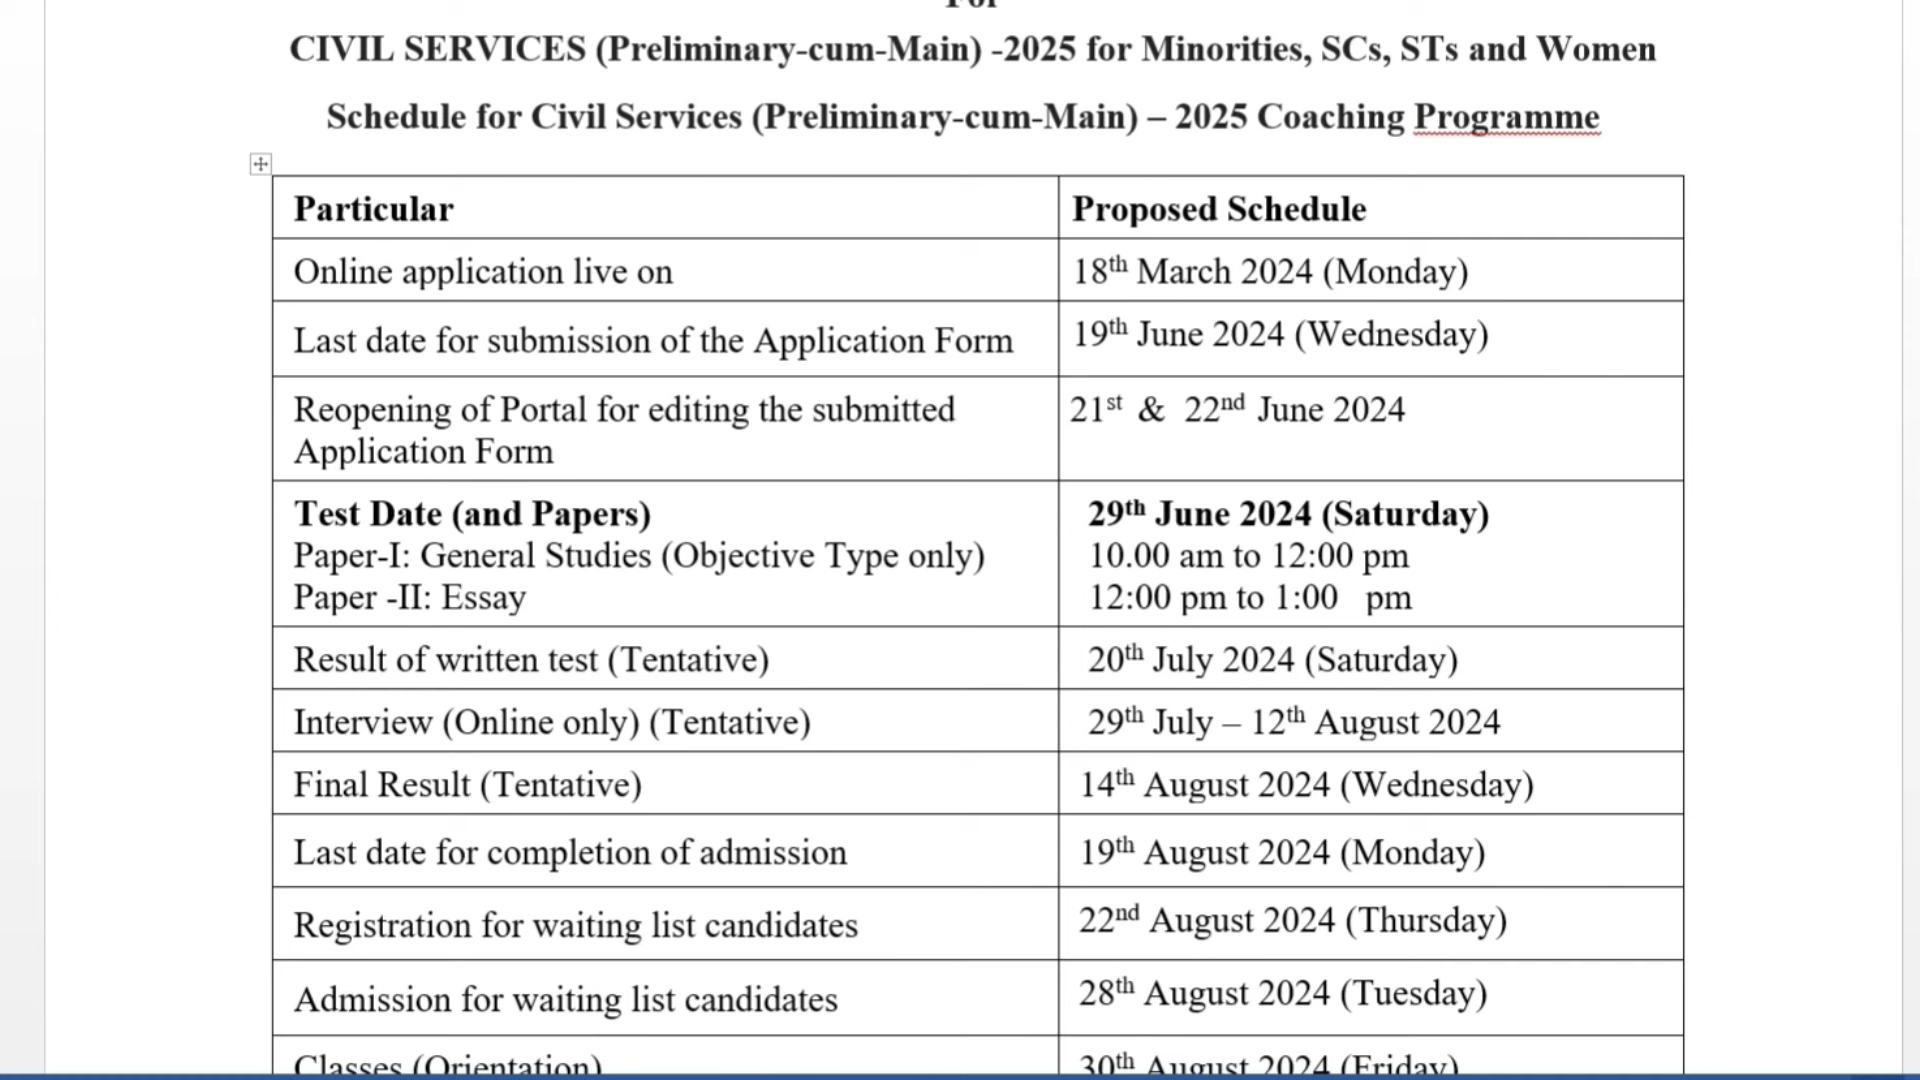 For
CIVIL SERVICES (Preliminary-cum-Main) -2025 for Minorities, SCs, STs and Women
Schedule for Civil Services (Preliminary-cum-Main) – 2025 Coaching Programme
Particular Proposed Schedule
Online application live on 18th March 2024 (Monday)
Last date for submission of the Application Form 19th June 2024 (Wednesday)
Reopening of Portal for editing the submitted 21st & 22nd June 2024
Application Form
Test Date (and Papers) 29th June 2024 (Saturday)
Paper-I: General Studies (Objective Type only) 10.00 am to 12:00 pm
Paper -II: Essay 12:00 pm to 1:00 pm
Result of written test (Tentative) 20th July 2024 (Saturday)
Interview (Online only) (Tentative) 29th July – 12th August 2024
Final Result (Tentative) 14th August 2024 (Wednesday)
Last date for completion of admission 19th August 2024 (Monday)
Registration for waiting list candidates 22nd August 2024 (Thursday)
Admission for waiting list candidates 28th August 2024 (Tuesday)
Classes (Orientation) 30th August 2024 (Friday)